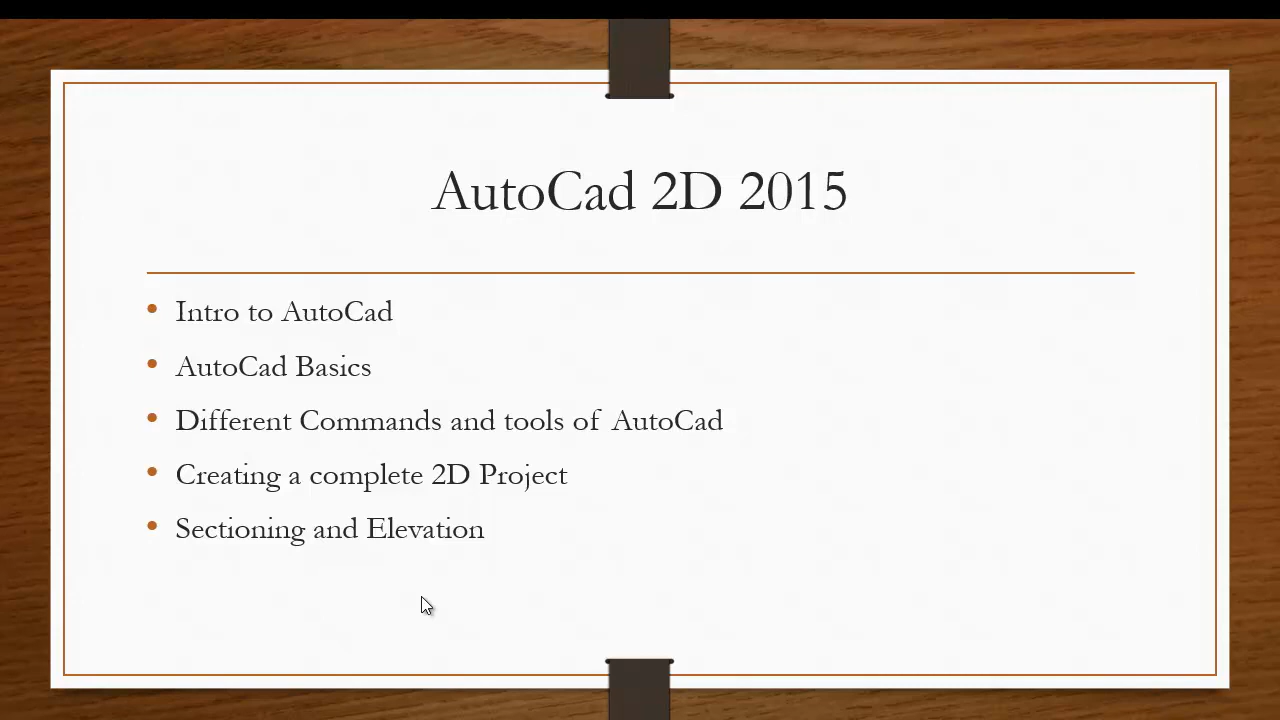 AutoCad 2D 2015
• Intro to AutoCad
• AutoCad Basics
• Different Commands and tools of AutoCad
• Creating a complete 2D Project
• Sectioning and Elevation